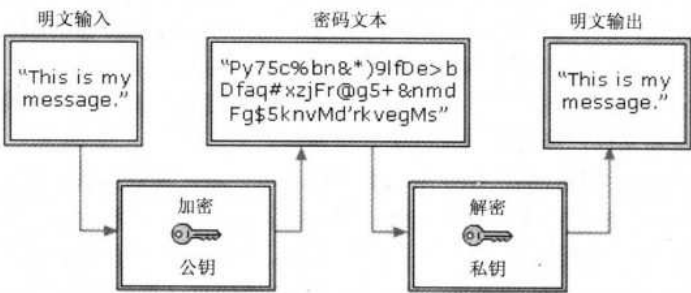 明文输入
密码文本
明文输出
“This is my
message.”
“Py75c%bn&*)9lfDe>b
Dfaq#xzjFr@g5+&nmd
Fg$5knvMd’rkvegMs”
“This is my
message.”
加密
公钥
解密
私钥